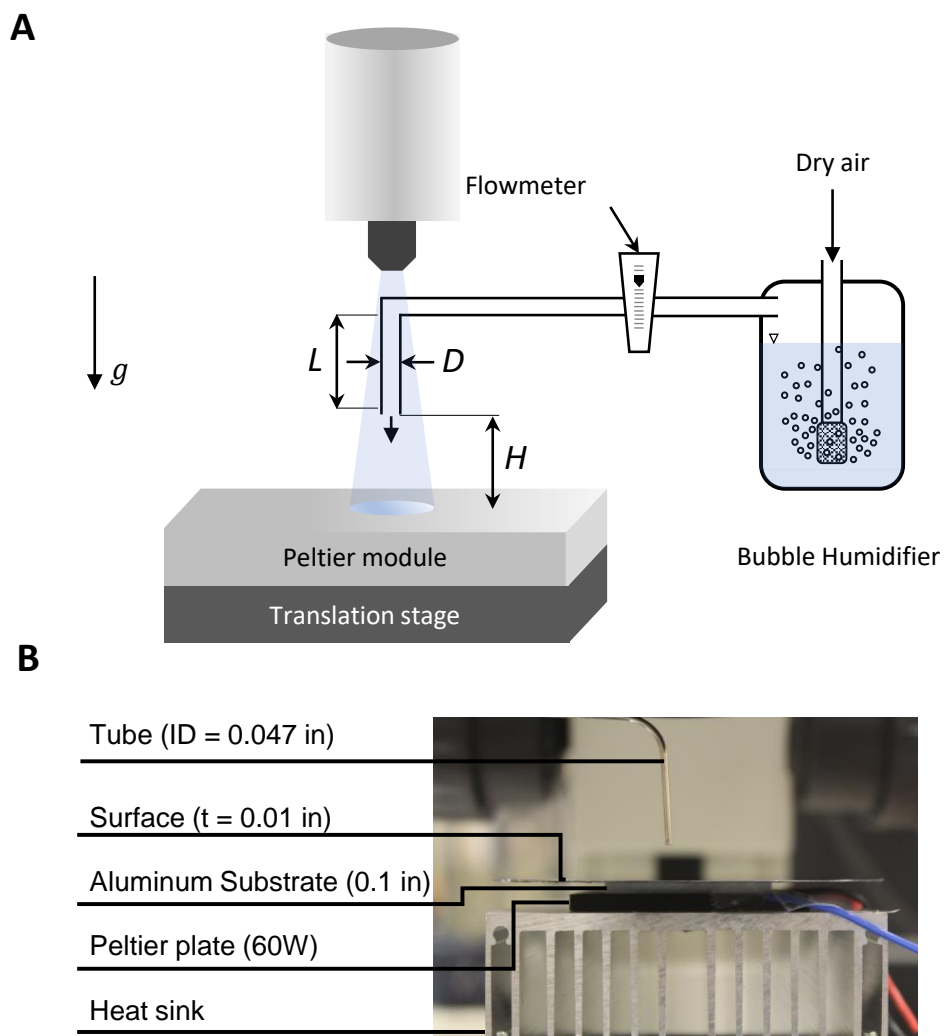 A
Dry air
Flowmeter
L
D
g
H
Peltier module
Bubble Humidifier
Translation stage
B
Tube (ID = 0.047 in)
Surface (t = 0.01 in)
Aluminum Substrate (0.1 in)
Peltier plate (60W)
Heat sink